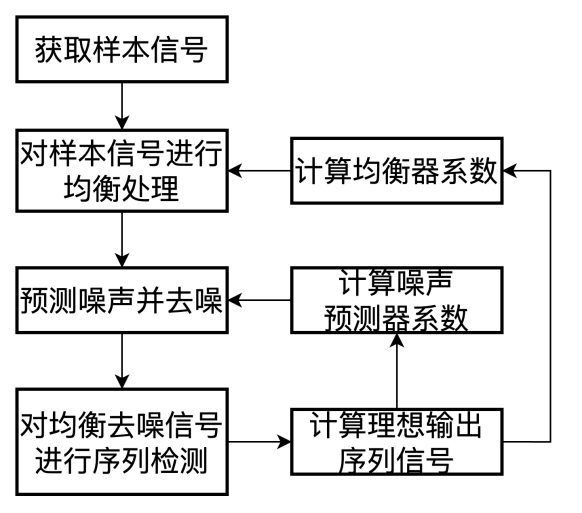 获取样本信号
对样本信号进行
均衡处理
计算均衡器系数
预测噪声并去噪
计算噪声
预测器系数
对均衡去噪信号
进行序列检测
计算理想输出
序列信号